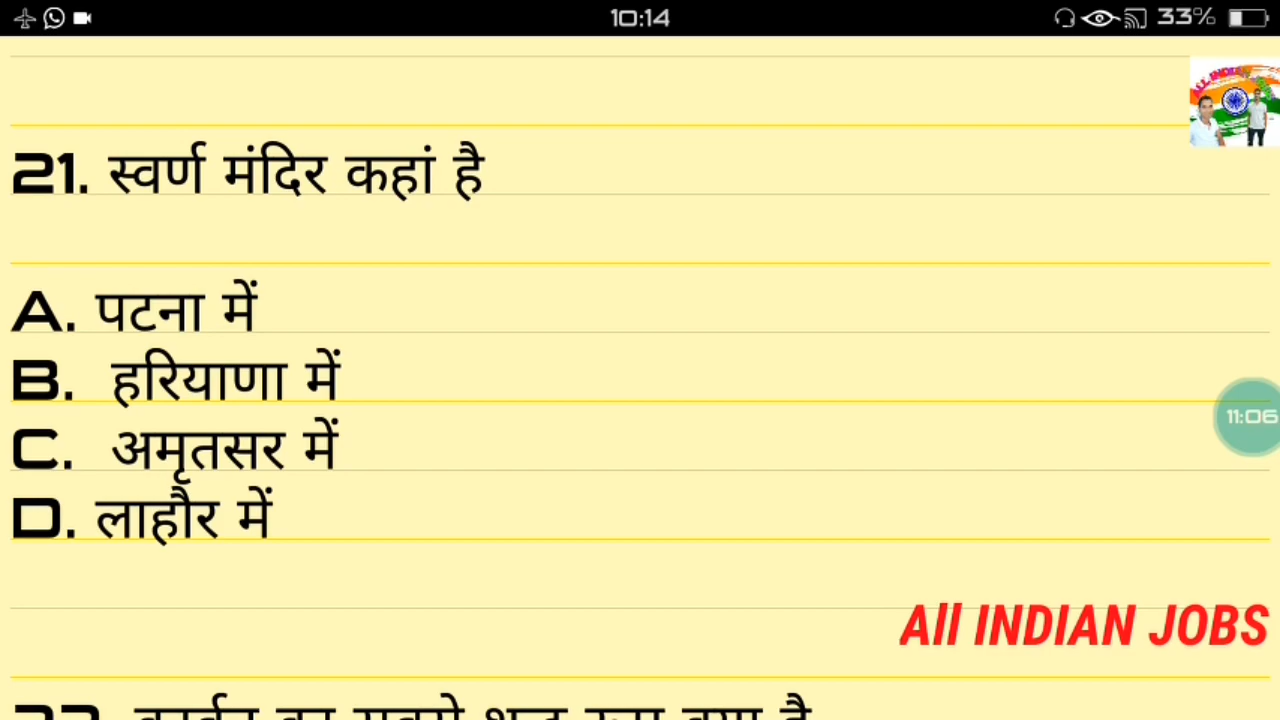 10:14
33%
21. स्वर्ण मंदिर कहां है
A. पटना में
B. हरियाणा में
C. अमृतसर में
11:06
D. लाहौर में
All INDIAN JOBS